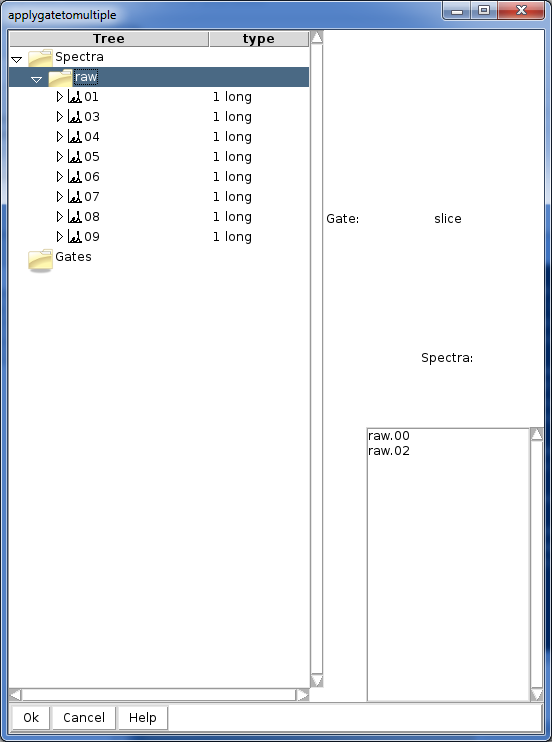 applygatetomultiple
Tree type
Spectra
raw
01 1 long
03 1 long
04 1 long
05 1 long
06 1 long
07 1 long
08 1 long
09 1 long
Gates
Gate: slice
Spectra:
raw.00
raw.02
Ok Cancel Help